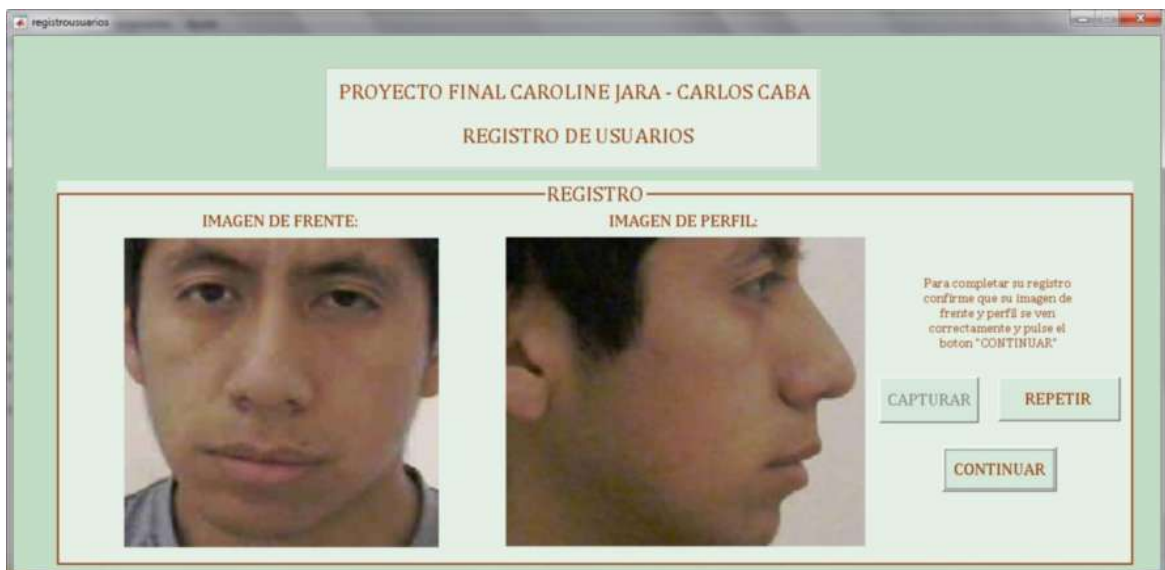 registrousuarios
PROYECTO FINAL CAROLINE JARA - CARLOS CABA
REGISTRO DE USUARIOS
REGISTRO
IMAGEN DE FRENTE:
IMAGEN DE PERFIL:
Para completar su registro
confirme que su imagen de
frente y perfil se ven
correctamente y pulse el
boton "CONTINUAR"
CAPTURAR
REPETIR
CONTINUAR